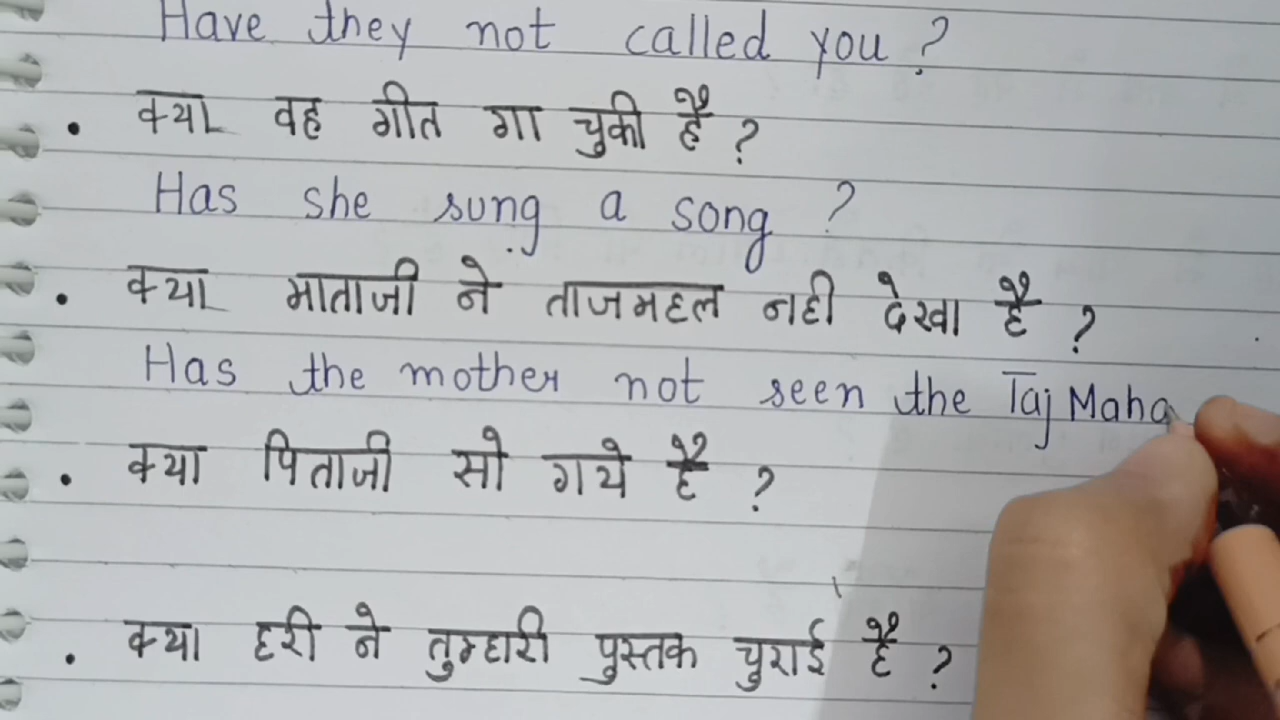 Have they not called you ?
. क्या वह गीत गा चुकी है ?
Has she sung a song ?
. क्या माताजी ने ताजमहल नही देखा है ?
Has the mother not seen the Taj Maha
. क्या पिताजी सो गये है ?
. क्या हरी ने तुम्हारी पुस्तक चुराई है ?